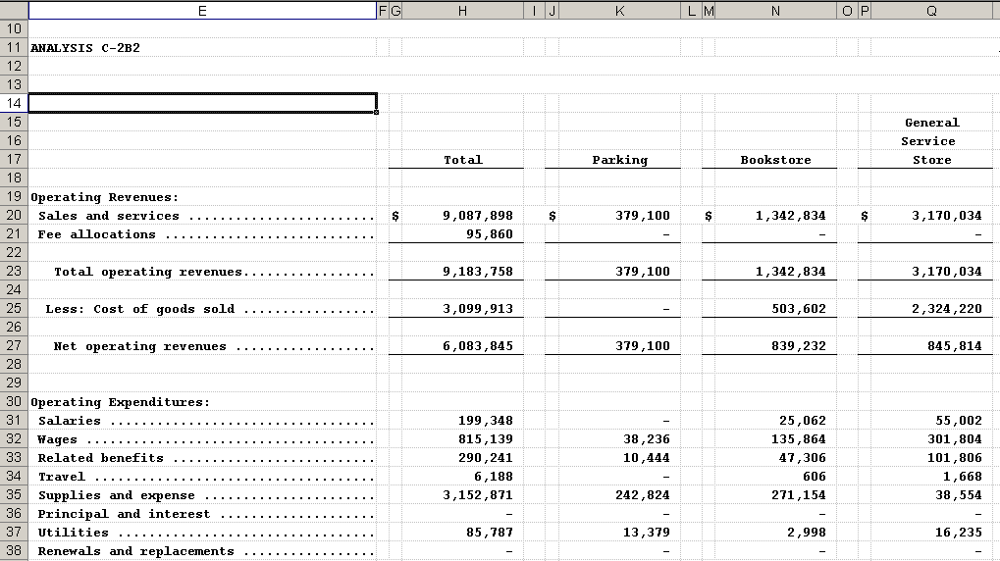 E F G H I J K L M N O P Q
10
11 ANALYSIS C-2B2
12
13
14
15 General
16 Service
17 Total Parking Bookstore Store
18
19 Operating Revenues:
20 Sales and services ........................ $ 9,087,898 $ 379,100 $ 1,342,834 $ 3,170,034
21 Fee allocations ........................... 95,860 – – –
22
23 Total operating revenues................. 9,183,758 379,100 1,342,834 3,170,034
24
25 Less: Cost of goods sold ................. 3,099,913 – 503,602 2,324,220
26
27 Net operating revenues .................. 6,083,845 379,100 839,232 845,814
28
29
30 Operating Expenditures:
31 Salaries .................................. 199,348 – 25,062 55,002
32 Wages ..................................... 815,139 38,236 135,864 301,804
33 Related benefits .......................... 290,241 10,444 47,306 101,806
34 Travel .................................... 6,188 – 606 1,668
35 Supplies and expense ...................... 3,152,871 242,824 271,154 38,554
36 Principal and interest .................... – – – –
37 Utilities ................................. 85,787 13,379 2,998 16,235
38 Renewals and replacements ................. – – – –